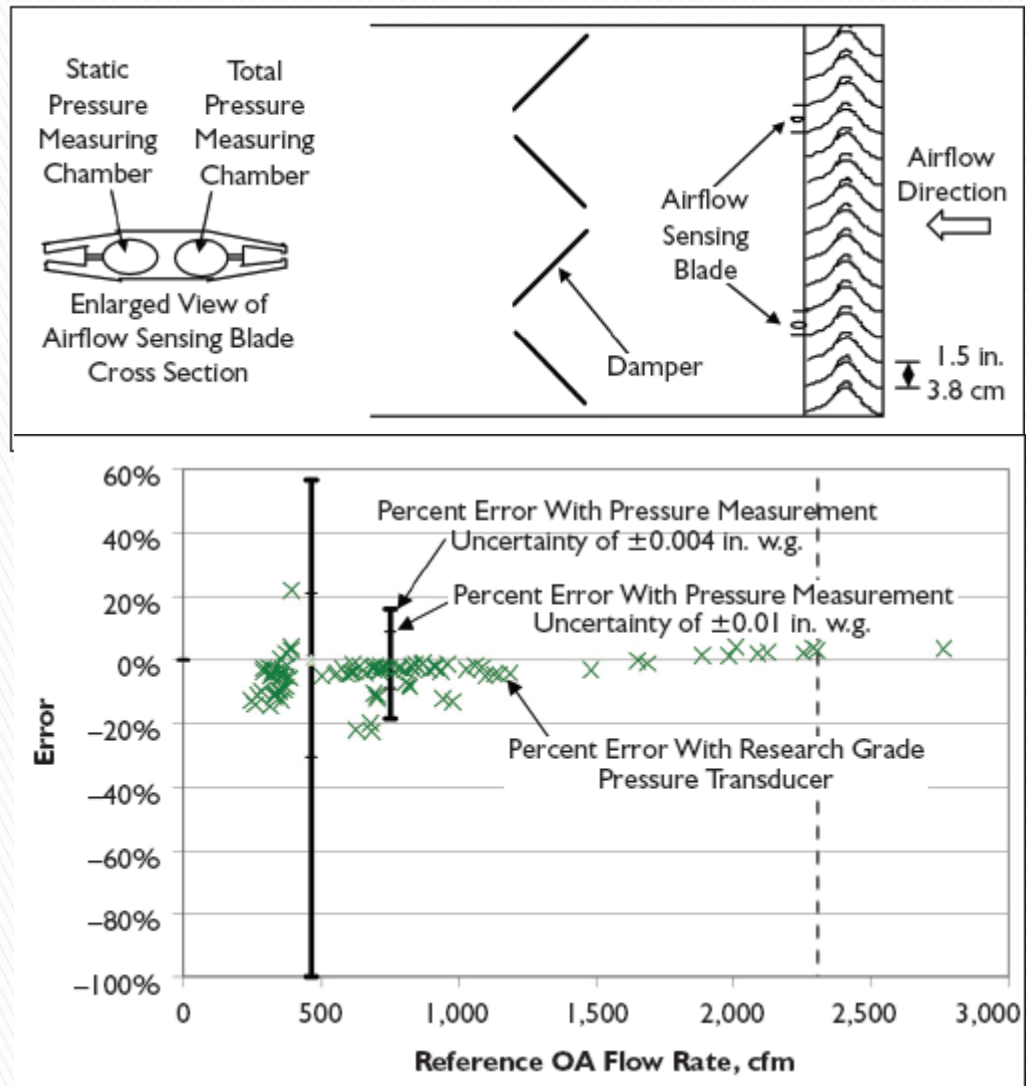 Static
Pressure
Measuring
Chamber
Total
Pressure
Measuring
Chamber
Enlarged View of
Airflow Sensing Blade
Cross Section
Airflow
Sensing
Blade
Damper
Airflow
Direction
1.5 in.
3.8 cm
60%
40%
20%
0%
−20%
−40%
−60%
−80%
−100%
Error
Percent Error With Pressure Measurement
Uncertainty of ±0.004 in. w.g.
Percent Error With Pressure Measurement
Uncertainty of ±0.01 in. w.g.
Percent Error With Research Grade
Pressure Transducer
0
500
1,000
1,500
2,000
2,500
3,000
Reference OA Flow Rate, cfm